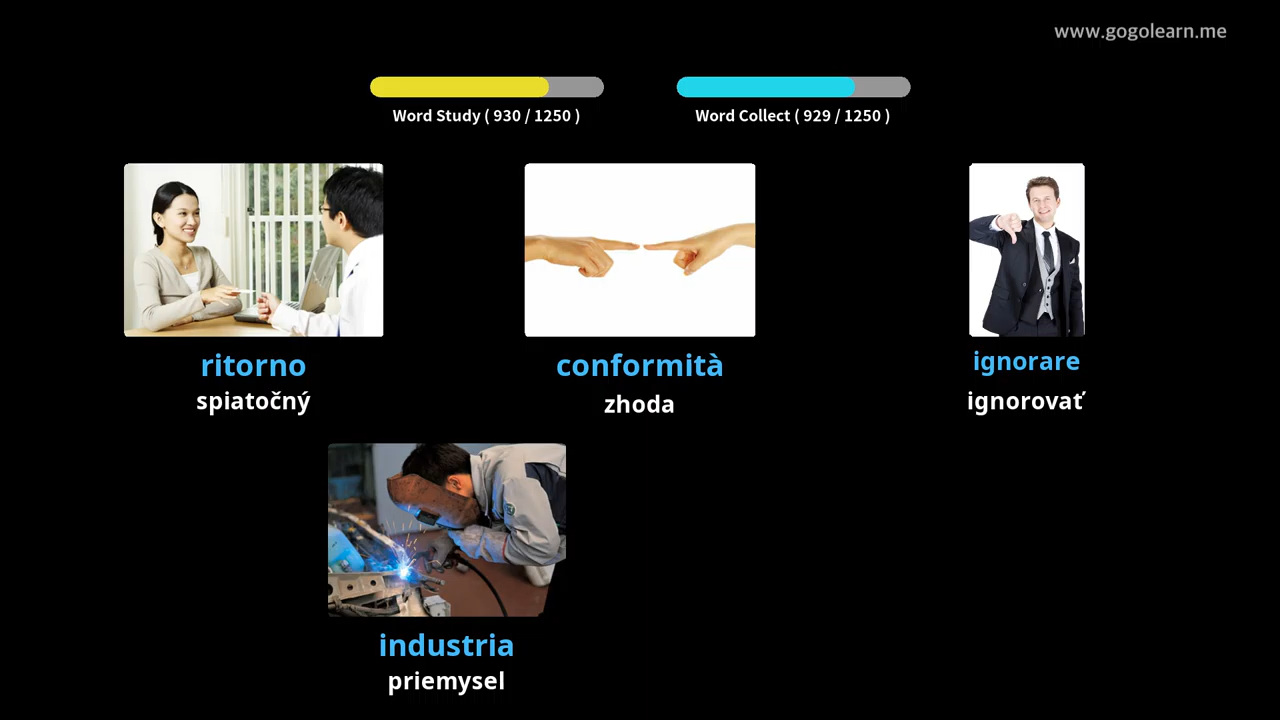 www.gogolearn.me
Word Study ( 930 / 1250 )
Word Collect ( 929 / 1250 )
ritorno
spiatočný
conformità
zhoda
ignorare
ignorovať
industria
priemysel